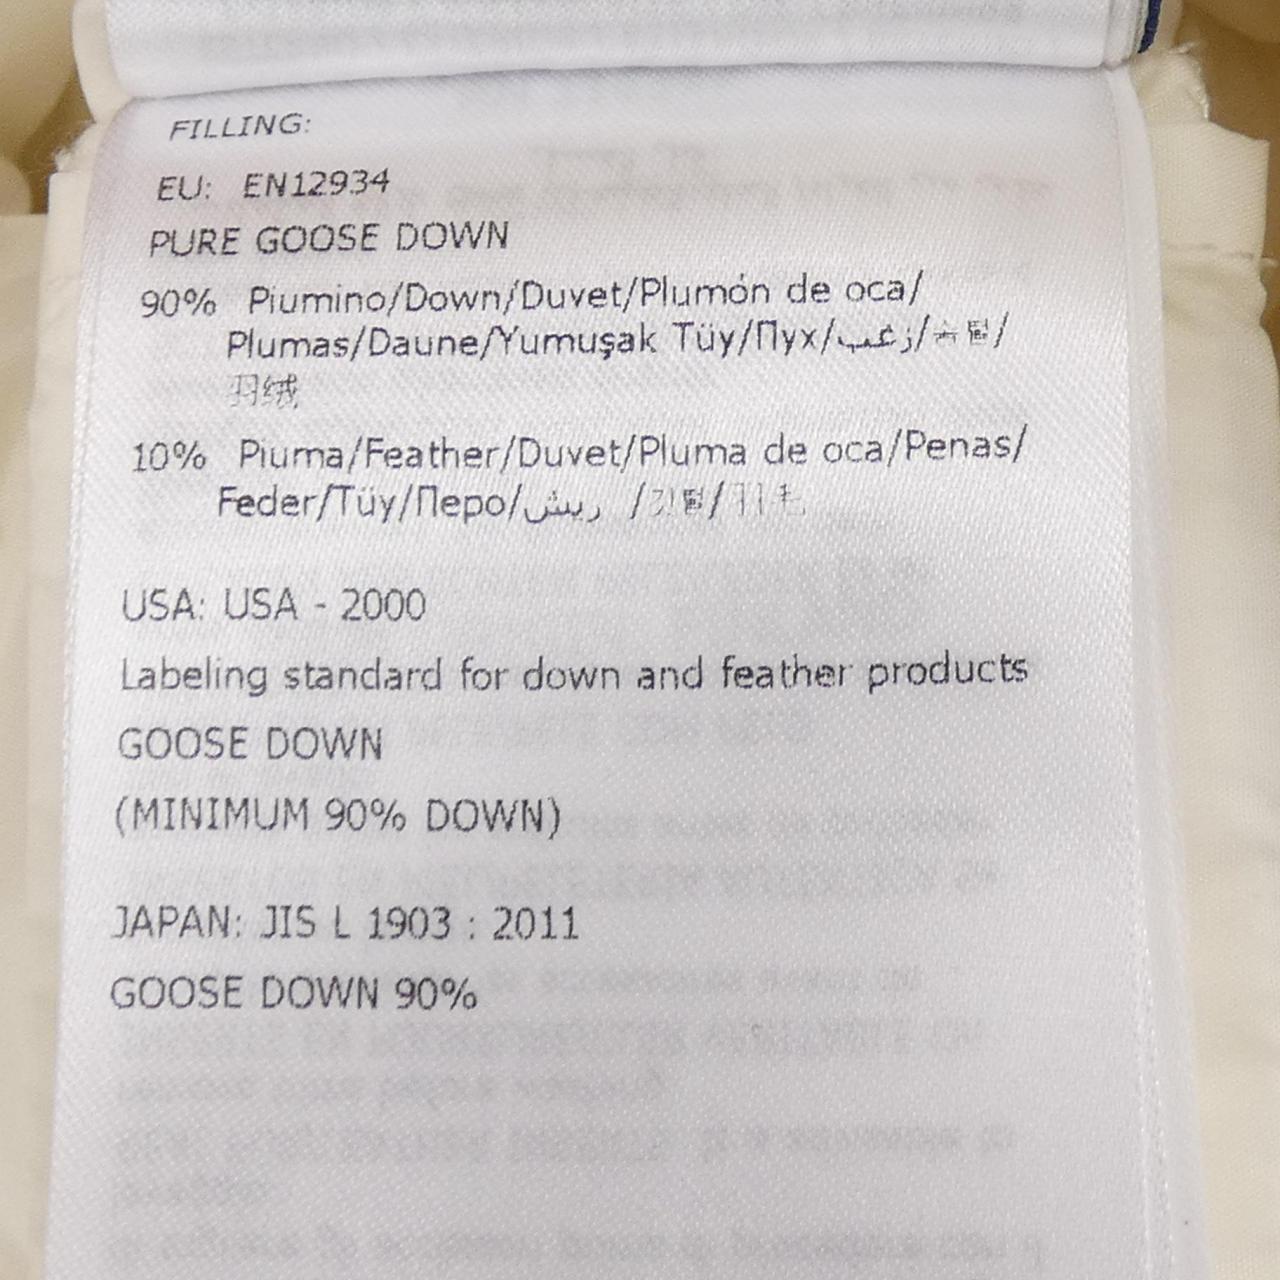 FILLING:
EU: EN12934
PURE GOOSE DOWN
90% Piumino/Down/Duvet/Plumón de oca/
Plumas/Daune/Yumuşak Tüy/Пух/زغب/솜털/
羽绒
10% Piuma/Feather/Duvet/Pluma de oca/Penas/
Feder/Tüy/Перо/ريش /깃털/羽毛
USA: USA - 2000
Labeling standard for down and feather products
GOOSE DOWN
(MINIMUM 90% DOWN)
JAPAN: JIS L 1903 : 2011
GOOSE DOWN 90%